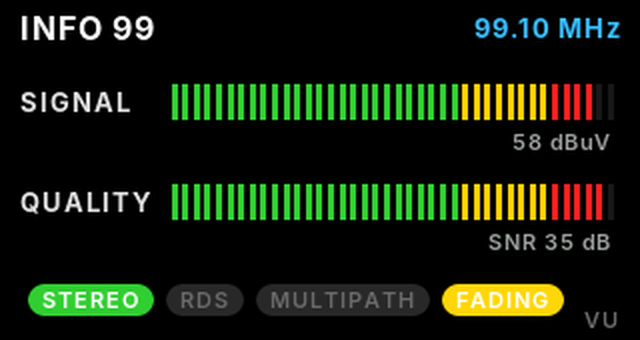 INFO 99 99.10 MHz
SIGNAL
58 dBuV
QUALITY
SNR 35 dB
STEREO RDS MULTIPATH FADING
VU